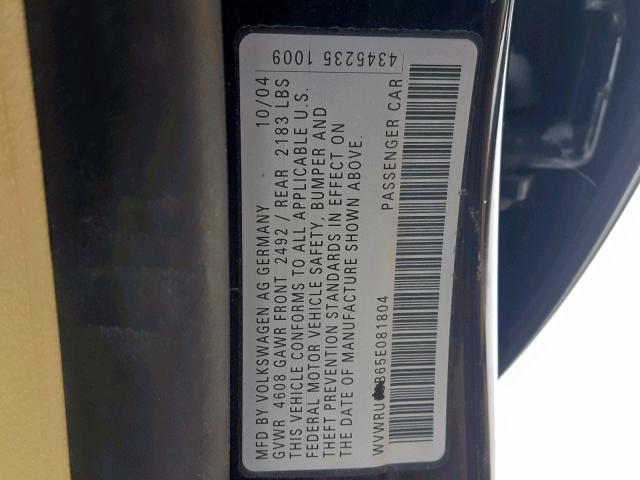 MFD BY VOLKSWAGEN AG GERMANY 10/04
GVWR 4608 GAWR FRONT 2492 / REAR 2183 LBS
THIS VEHICLE CONFORMS TO ALL APPLICABLE U.S.
FEDERAL MOTOR VEHICLE SAFETY, BUMPER AND
THEFT PREVENTION STANDARDS IN EFFECT ON
THE DATE OF MANUFACTURE SHOWN ABOVE.
PASSENGER CAR
4345235 1009